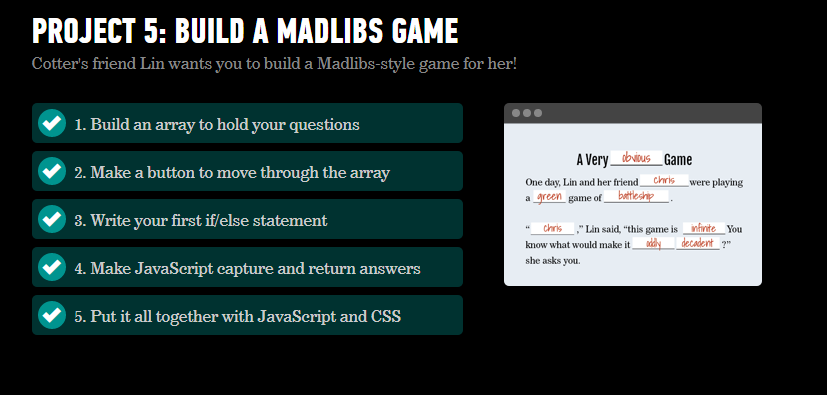 PROJECT 5: BUILD A MADLIBS GAME
Cotter's friend Lin wants you to build a Madlibs-style game for her!
1. Build an array to hold your questions
2. Make a button to move through the array
3. Write your first if/else statement
4. Make JavaScript capture and return answers
5. Put it all together with JavaScript and CSS
A Very obvious Game
One day, Lin and her friend chris were playing
a green game of battleship .
“ chris ,” Lin said, “this game is infinite You
know what would make it oddly decadent ?”
she asks you.